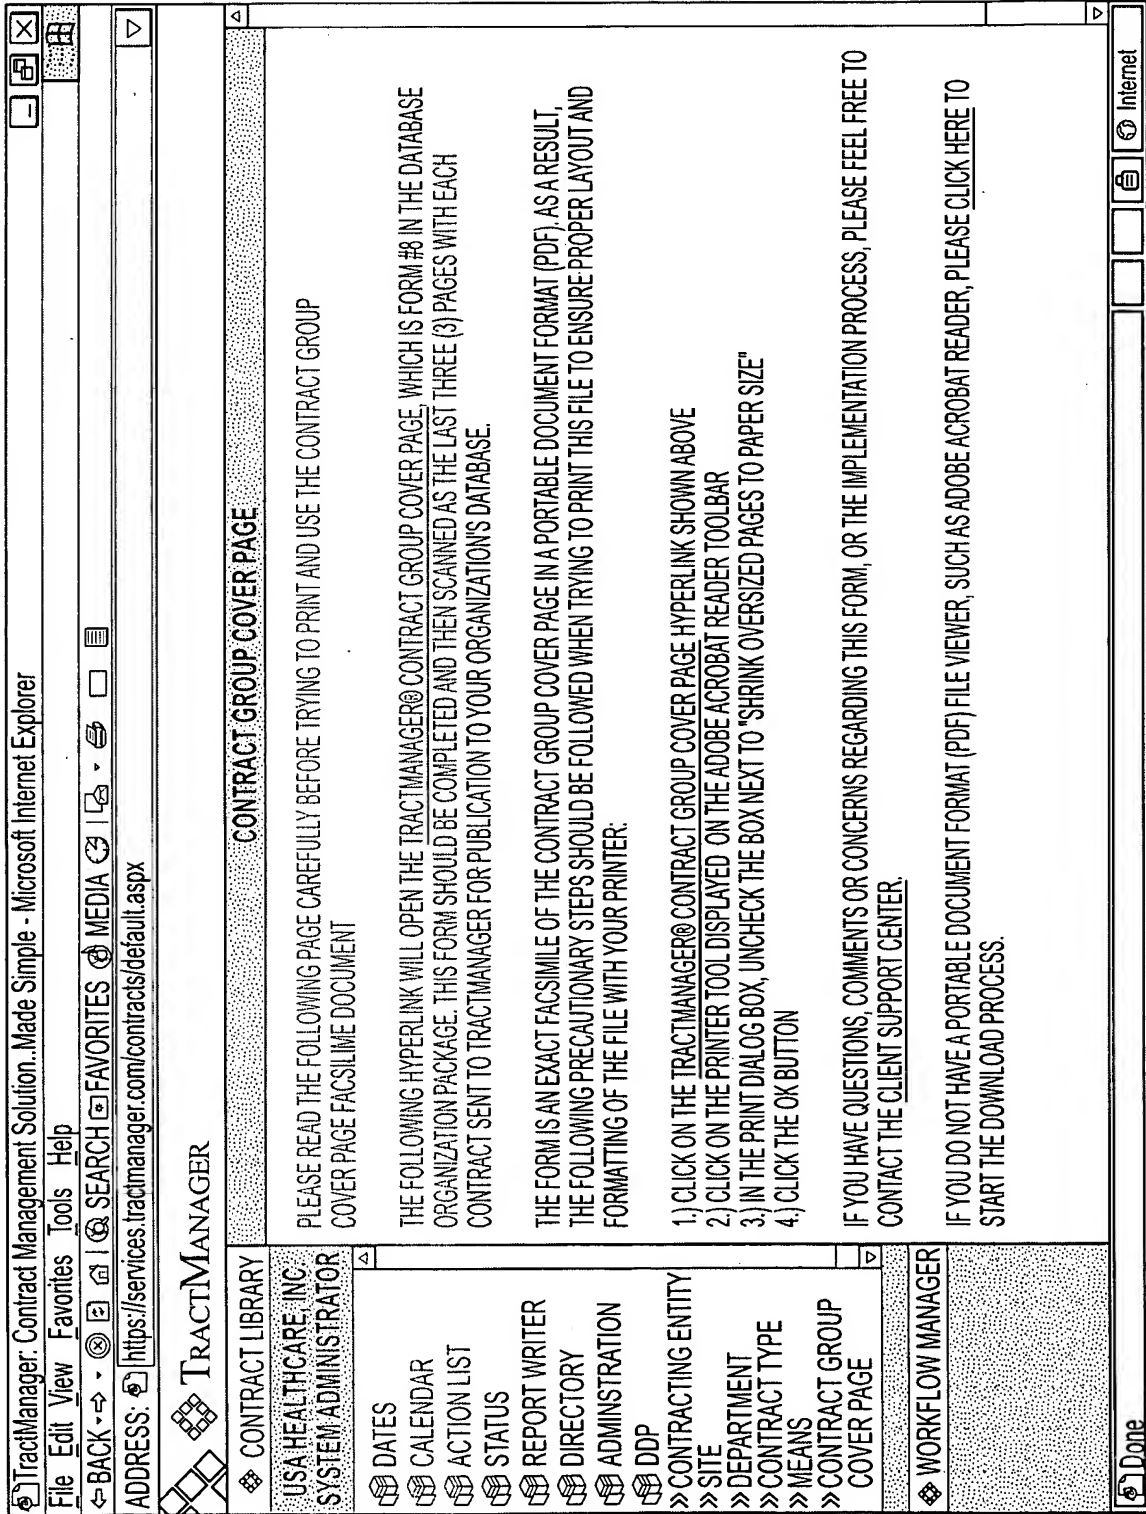 TractManager: Contract Management Solution..Made Simple - Microsoft Internet Explorer
File Edit View Favorites Tools Help
BACK SEARCH FAVORITES MEDIA
ADDRESS: https://services.tractmanager.com/contracts/default.aspx
TRACTMANAGER
CONTRACT LIBRARY
USA HEALTHCARE, INC.
SYSTEM ADMINISTRATOR
DATES
CALENDAR
ACTION LIST
STATUS
REPORT WRITER
DIRECTORY
ADMINSTRATION
DDP
»CONTRACTING ENTITY
»SITE
»DEPARTMENT
»CONTRACT TYPE
»MEANS
»CONTRACT GROUP
COVER PAGE
WORKFLOW MANAGER
CONTRACT GROUP COVER PAGE
PLEASE READ THE FOLLOWING PAGE CAREFULLY BEFORE TRYING TO PRINT AND USE THE CONTRACT GROUP
COVER PAGE FACSILIME DOCUMENT
THE FOLLOWING HYPERLINK WILL OPEN THE TRACTMANAGER® CONTRACT GROUP COVER PAGE, WHICH IS FORM #8 IN THE DATABASE
ORGANIZATION PACKAGE. THIS FORM SHOULD BE COMPLETED AND THEN SCANNED AS THE LAST THREE (3) PAGES WITH EACH
CONTRACT SENT TO TRACTMANAGER FOR PUBLICATION TO YOUR ORGANIZATION'S DATABASE.
THE FORM IS AN EXACT FACSIMILE OF THE CONTRACT GROUP COVER PAGE IN A PORTABLE DOCUMENT FORMAT (PDF). AS A RESULT,
THE FOLLOWING PRECAUTIONARY STEPS SHOULD BE FOLLOWED WHEN TRYING TO PRINT THIS FILE TO ENSURE PROPER LAYOUT AND
FORMATTING OF THE FILE WITH YOUR PRINTER:
1.) CLICK ON THE TRACTMANAGER® CONTRACT GROUP COVER PAGE HYPERLINK SHOWN ABOVE
2.) CLICK ON THE PRINTER TOOL DISPLAYED ON THE ADOBE ACROBAT READER TOOLBAR
3.) IN THE PRINT DIALOG BOX, UNCHECK THE BOX NEXT TO "SHRINK OVERSIZED PAGES TO PAPER SIZE"
4.) CLICK THE OK BUTTON
IF YOU HAVE QUESTIONS, COMMENTS OR CONCERNS REGARDING THIS FORM, OR THE IMPLEMENTATION PROCESS, PLEASE FEEL FREE TO
CONTACT THE CLIENT SUPPORT CENTER.
IF YOU DO NOT HAVE A PORTABLE DOCUMENT FORMAT (PDF) FILE VIEWER, SUCH AS ADOBE ACROBAT READER, PLEASE CLICK HERE TO
START THE DOWNLOAD PROCESS.
Done Internet